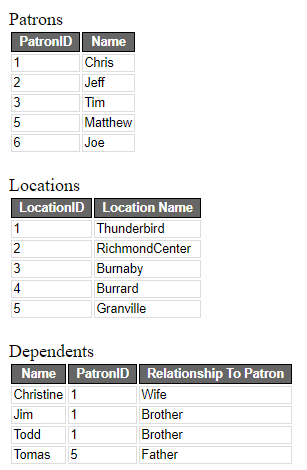 Patrons
PatronID Name
1 Chris
2 Jeff
3 Tim
5 Matthew
6 Joe
Locations
LocationID Location Name
1 Thunderbird
2 RichmondCenter
3 Burnaby
4 Burrard
5 Granville
Dependents
Name PatronID Relationship To Patron
Christine 1 Wife
Jim 1 Brother
Todd 1 Brother
Tomas 5 Father